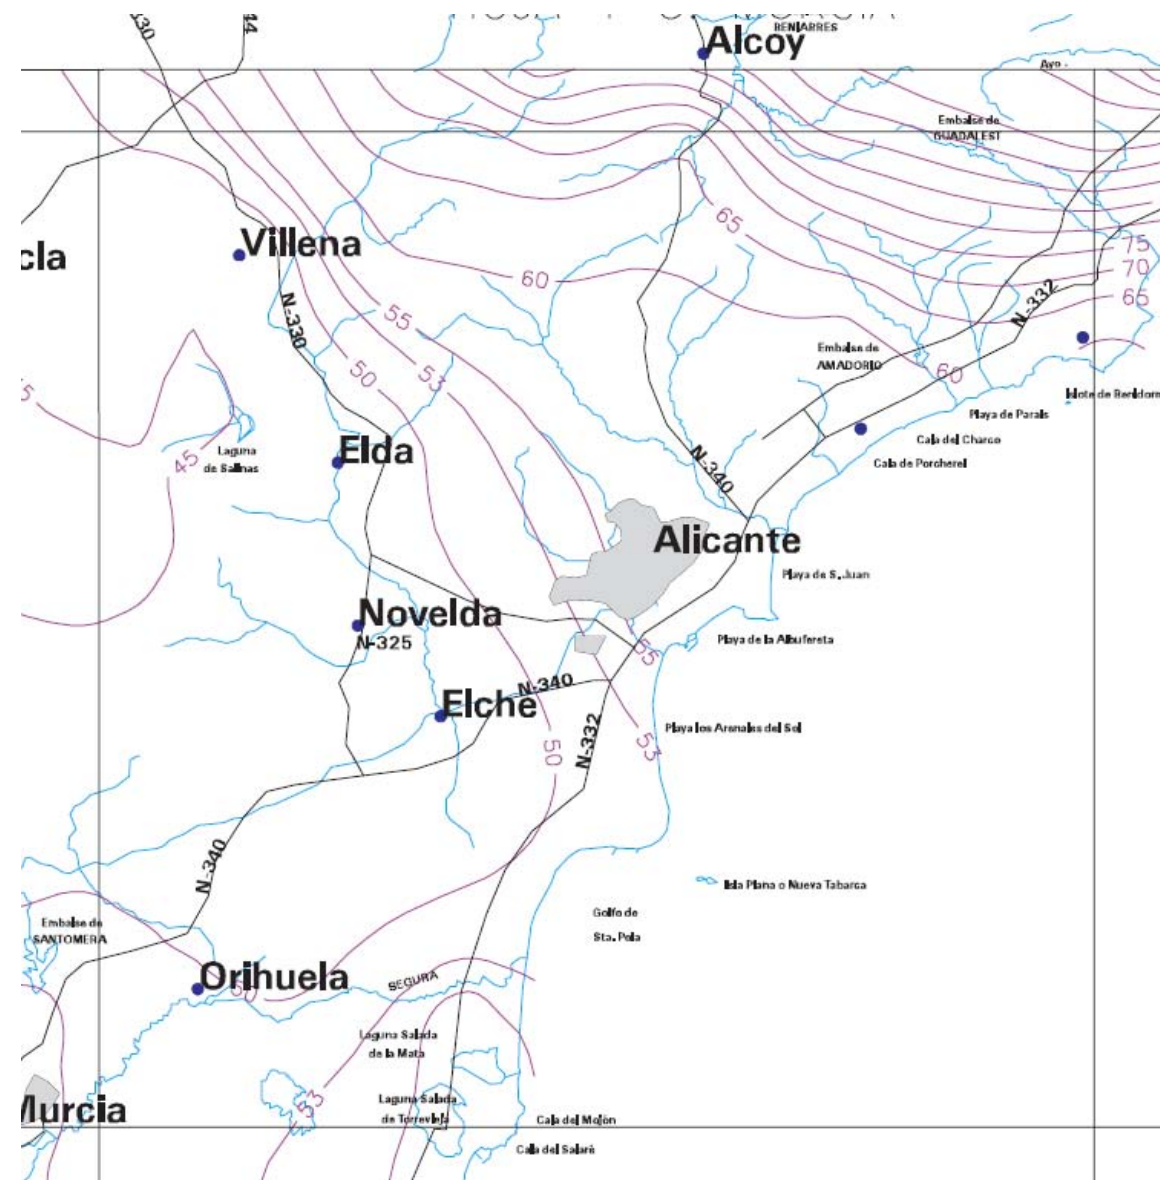 Alcoy
BENIARRES
Embalse de
GUADALEST
65
Villena
60
75
70
65
N-332
N-330
55
53
50
Embalse de
AMADORIO
60
Islote de Benidorm
Playa de Parais
Cala del Charco
Cala de Porcherel
Elda
Laguna
de Salinas
45
N-340
Alicante
Playa de S. Juan
Novelda
N-325
Playa de la Albufereta
55
N-340
Elche
N-332
Playa los Arenales del Sol
53
50
N-340
Isla Plana o Nueva Tabarca
Golfo de
Sta. Pola
Embalse de
SANTOMERA
Orihuela
50
SEGURA
Laguna Salada
de la Mata
Laguna Salada
de Torrevieja
53
Murcia
Cala del Mojón
Cala del Salaré